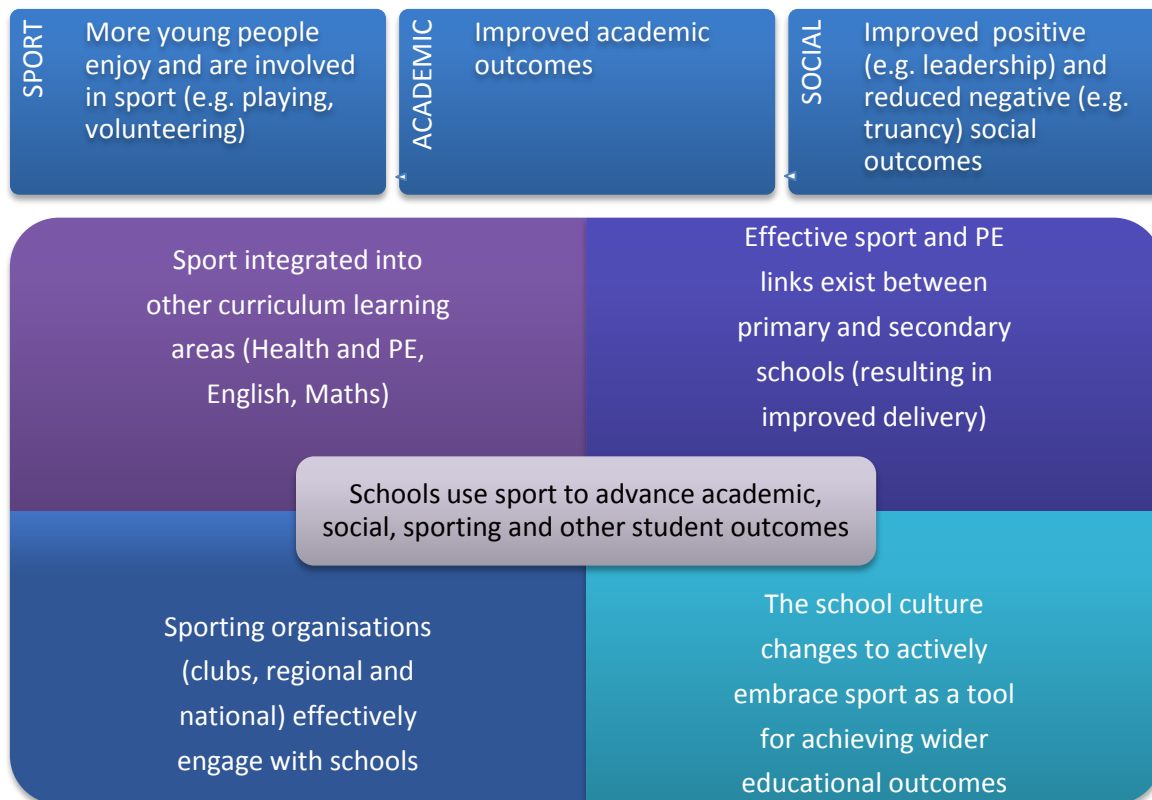 SPORT
More young people
enjoy and are involved
in sport (e.g. playing,
volunteering)
ACADEMIC
Improved academic
outcomes
SOCIAL
Improved  positive
(e.g. leadership) and
reduced negative (e.g.
truancy) social
outcomes
Sport integrated into
other curriculum learning
areas (Health and PE,
English, Maths)
Effective sport and PE
links exist between
primary and secondary
schools (resulting in
improved delivery)
Schools use sport to advance academic,
social, sporting and other student outcomes
Sporting organisations
(clubs, regional and
national) effectively
engage with schools
The school culture
changes to actively
embrace sport as a tool
for achieving wider
educational outcomes